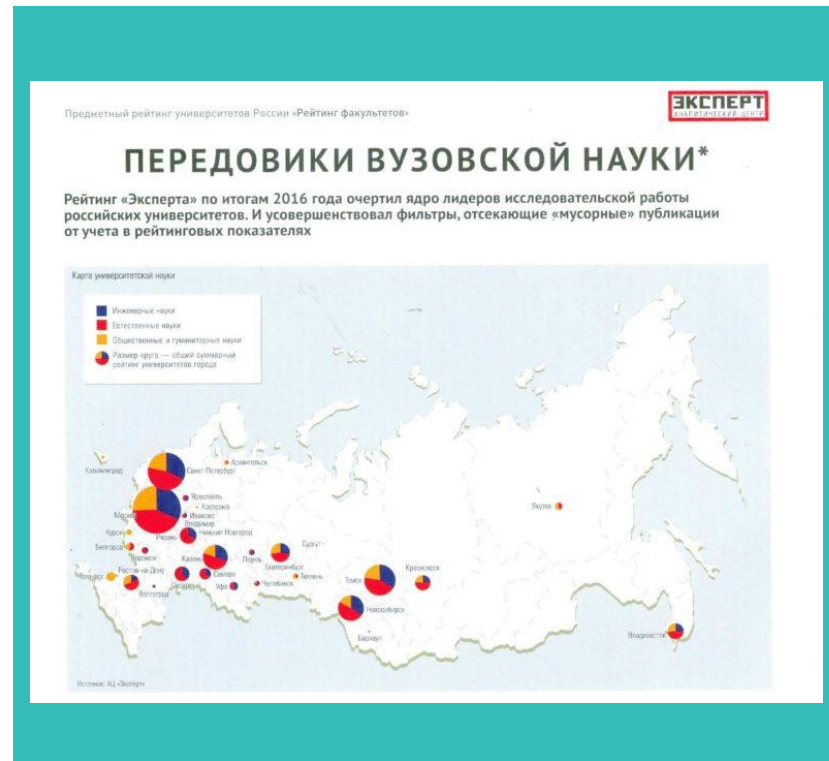 Предметный рейтинг университетов России «Рейтинг факультетов»
ЭКСПЕРТ
АНАЛИТИЧЕСКИЙ ЦЕНТР
ПЕРЕДОВИКИ ВУЗОВСКОЙ НАУКИ*
Рейтинг «Эксперта» по итогам 2016 года очертил ядро лидеров исследовательской работы
российских университетов. И усовершенствовал фильтры, отсекающие «мусорные» публикации
от учета в рейтинговых показателях
Карта университетской науки
Инженерные науки
Естественные науки
Общественные и гуманитарные науки
Размер круга — общий суммарный
рейтинг университетов города
Калининград
Санкт-Петербург
Архангельск
Ярославль
Кострома
Москва
Иваново
Владимир
Якутск
Курск
Рязань
Нижний Новгород
Белгород
Сургут
Воронеж
Казань
Пермь
Екатеринбург
Ростов-на-Дону
Самара
Тюмень
Томск
Красноярск
Саратов
Уфа
Челябинск
Волгоград
Новосибирск
Барнаул
Владивосток
Источник: АЦ «Эксперт»